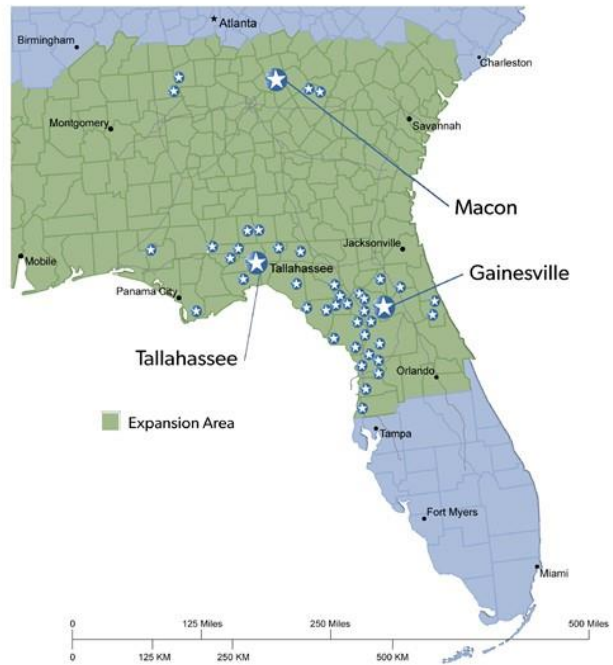 Atlanta
Birmingham
Charleston
Montgomery
Savannah
Macon
Jacksonville
Mobile
Tallahassee
Gainesville
Panama City
Tallahassee
Orlando
Expansion Area
Tampa
Fort Myers
Miami
0 125 Miles 250 Miles 500 Miles
0 125 KM 250 KM 500 KM